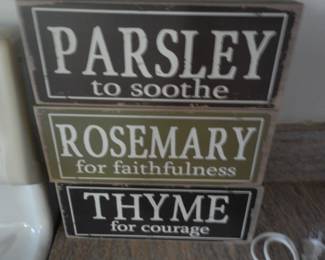 PARSLEY
to soothe
ROSEMARY
for faithfulness
THYME
for courage